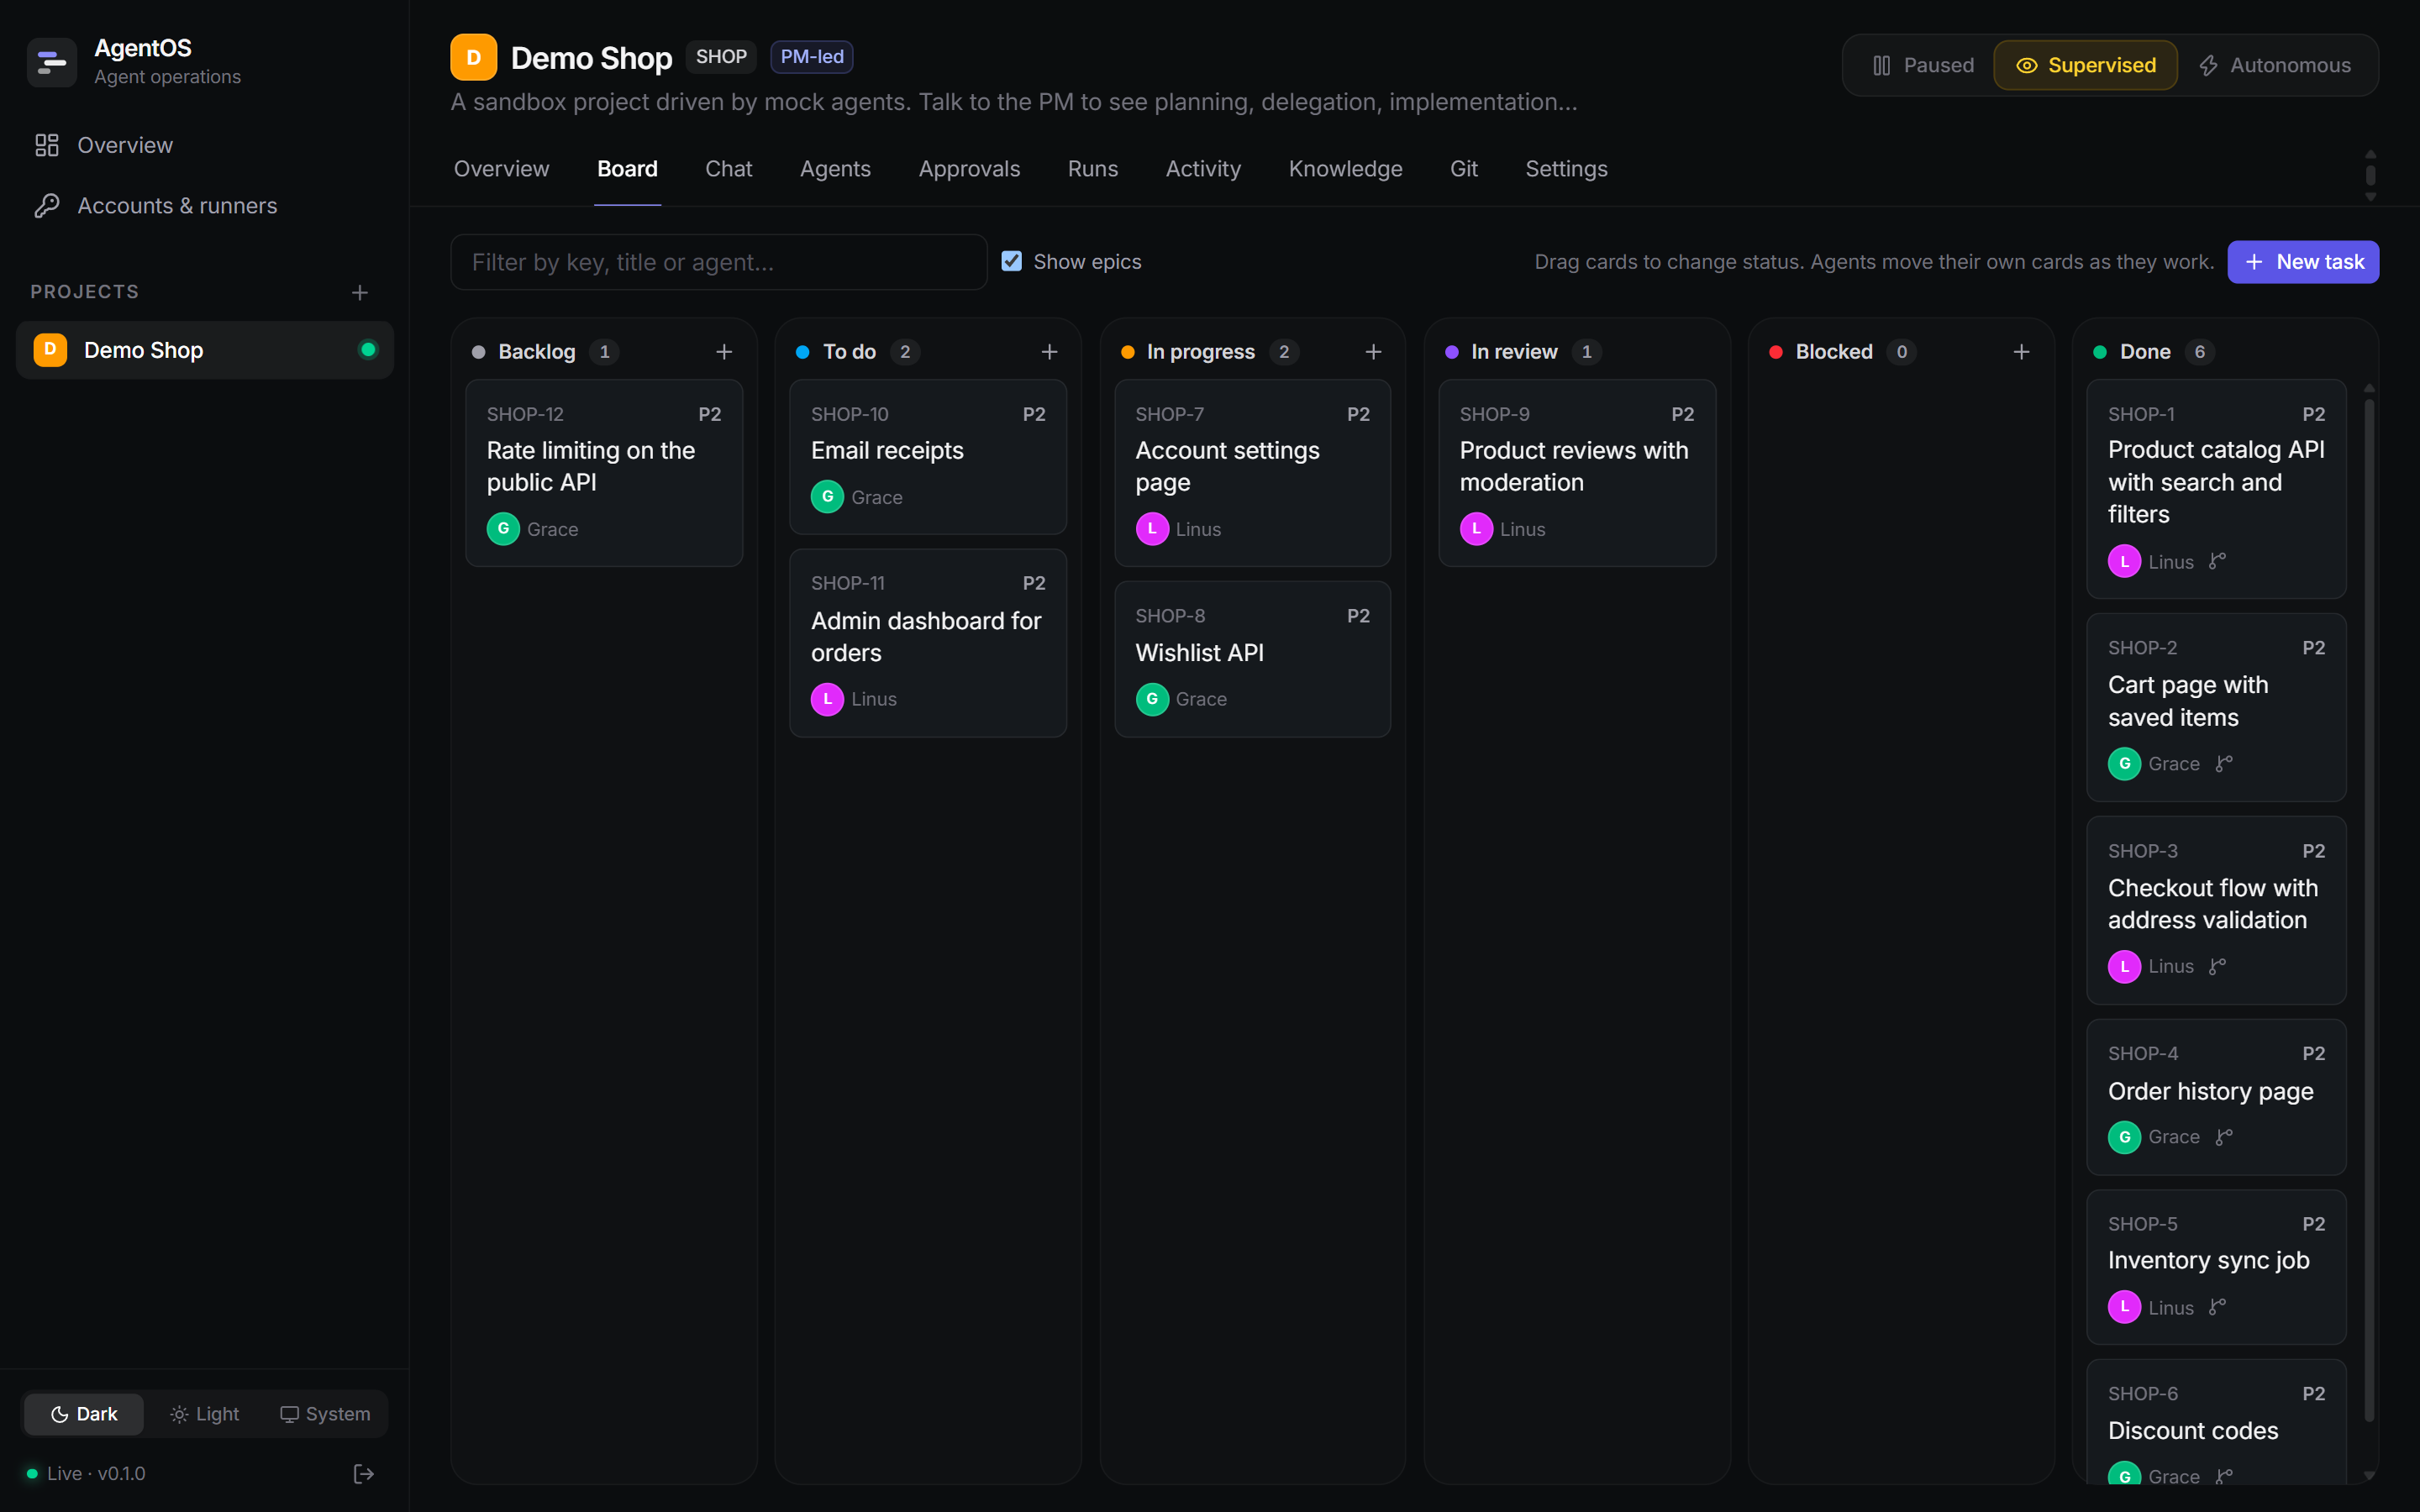 AgentOS
Agent operations
Overview
Accounts & runners
PROJECTS
D Demo Shop
Dark Light System
Live · v0.1.0
D Demo Shop SHOP PM-led
A sandbox project driven by mock agents. Talk to the PM to see planning, delegation, implementation...
Paused Supervised Autonomous
Overview Board Chat Agents Approvals Runs Activity Knowledge Git Settings
Filter by key, title or agent...
Show epics
Drag cards to change status. Agents move their own cards as they work.
+ New task
Backlog 1
SHOP-12 P2
Rate limiting on the
public API
G Grace
To do 2
SHOP-10 P2
Email receipts
G Grace
SHOP-11 P2
Admin dashboard for
orders
L Linus
In progress 2
SHOP-7 P2
Account settings
page
L Linus
SHOP-8 P2
Wishlist API
G Grace
In review 1
SHOP-9 P2
Product reviews with
moderation
L Linus
Blocked 0
Done 6
SHOP-1 P2
Product catalog API
with search and
filters
L Linus
SHOP-2 P2
Cart page with
saved items
G Grace
SHOP-3 P2
Checkout flow with
address validation
L Linus
SHOP-4 P2
Order history page
G Grace
SHOP-5 P2
Inventory sync job
L Linus
SHOP-6 P2
Discount codes
G Grace